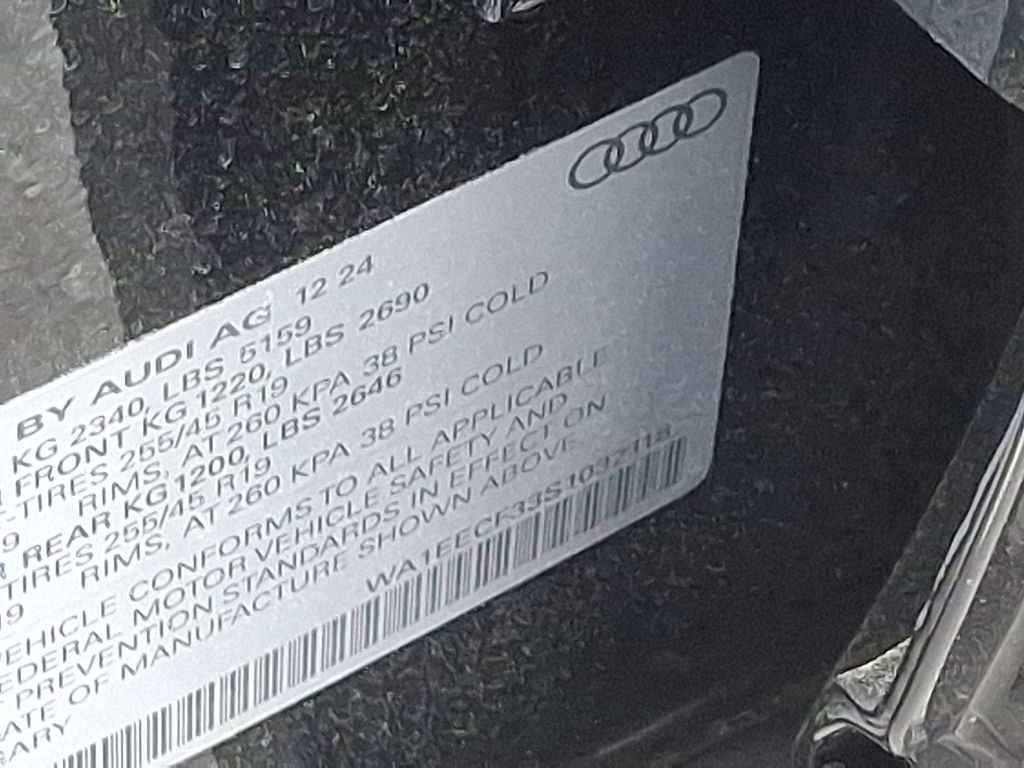 BY AUDI AG 12 24
KG 2340, LBS 5159
FRONT KG 1220, LBS 2690
TIRES 255/45 R19
RIMS, AT 260 KPA 38 PSI COLD
REAR KG 1200, LBS 2646
TIRES 255/45 R19
RIMS, AT 260 KPA 38 PSI COLD
VEHICLE CONFORMS TO ALL APPLICABLE
FEDERAL MOTOR VEHICLE SAFETY AND
PREVENTION STANDARDS IN EFFECT ON
DATE OF MANUFACTURE SHOWN ABOVE